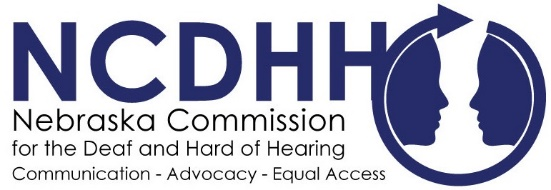 NCDHH
Nebraska Commission
for the Deaf and Hard of Hearing
Communication - Advocacy - Equal Access